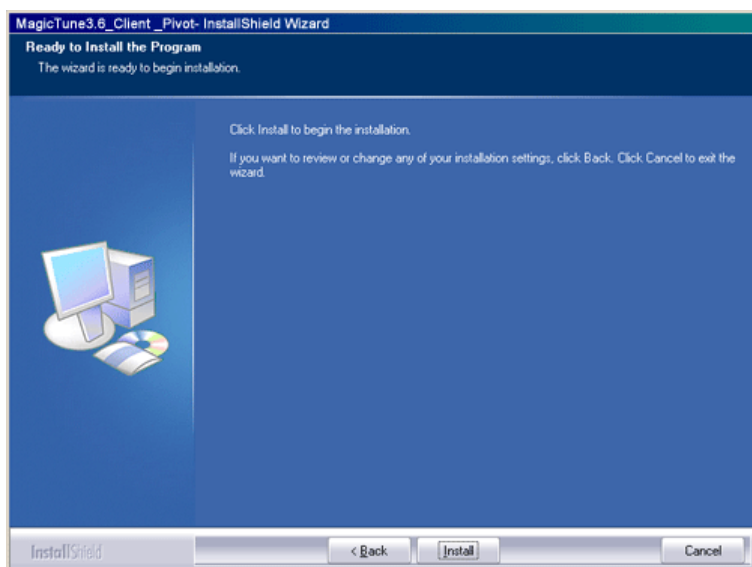 MagicTune3.6_Client _Pivot- InstallShield Wizard
Ready to Install the Program
The wizard is ready to begin installation.
Click Install to begin the installation.
If you want to review or change any of your installation settings, click Back. Click Cancel to exit the
wizard.
InstallShield
< Back
Install
Cancel